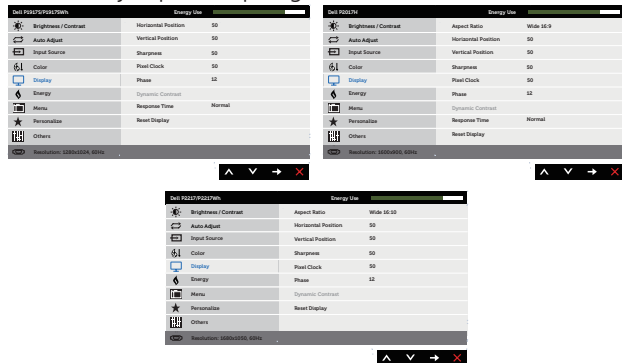 Dell P1917S/P1917SWh Energy Use
Brightness / Contrast Horizontal Position 50
Auto Adjust Vertical Position 50
Input Source Sharpness 50
Color Pixel Clock 50
Display Phase 12
Energy Dynamic Contrast
Menu Response Time Normal
Personalize Reset Display
Others
Resolution: 1280x1024, 60Hz
Dell P2017H Energy Use
Brightness / Contrast Aspect Ratio Wide 16:9
Auto Adjust Horizontal Position 50
Input Source Vertical Position 50
Color Sharpness 50
Display Pixel Clock 50
Energy Phase 12
Menu Dynamic Contrast
Personalize Response Time Normal
Others Reset Display
Resolution: 1600x900, 60Hz
Dell P2217/P2217Wh Energy Use
Brightness / Contrast Aspect Ratio Wide 16:10
Auto Adjust Horizontal Position 50
Input Source Vertical Position 50
Color Sharpness 50
Display Pixel Clock 50
Energy Phase 12
Menu Dynamic Contrast
Personalize Reset Display
Others
Resolution: 1680x1050, 60Hz